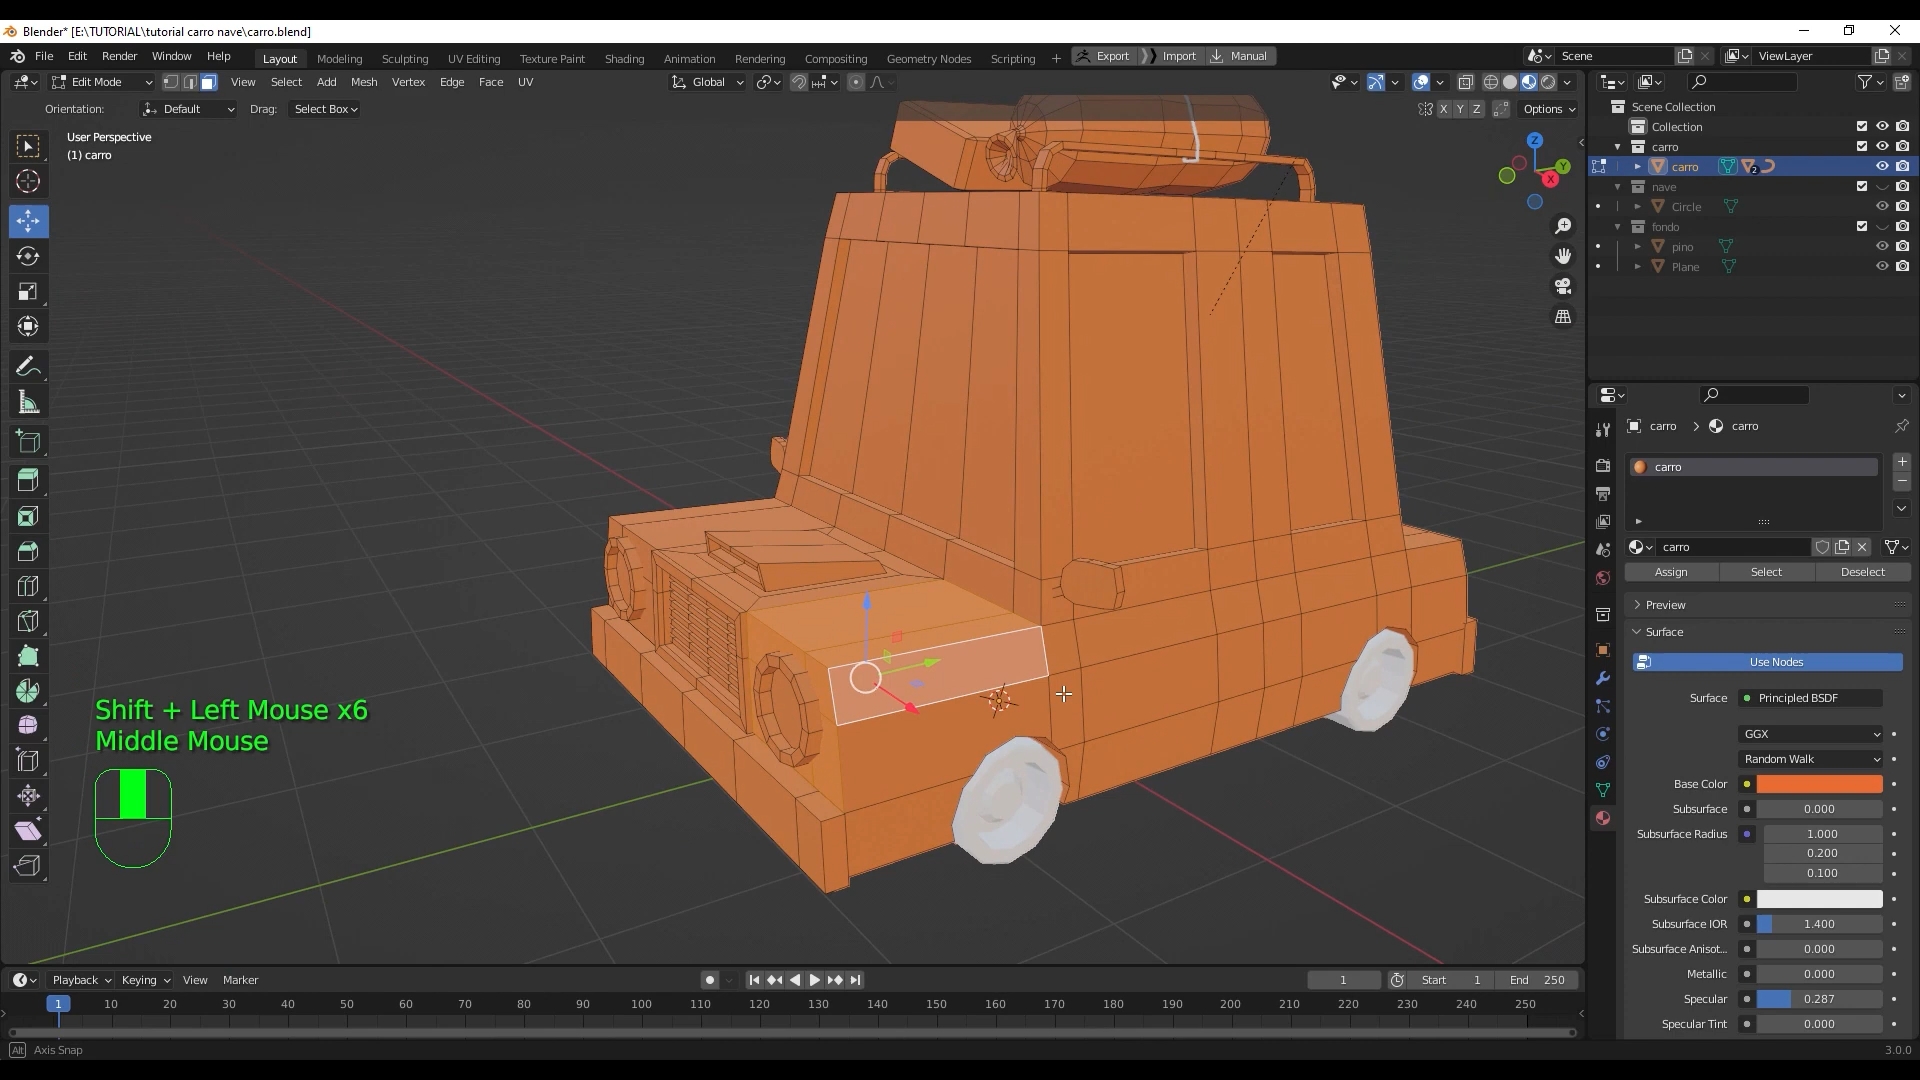 Blender* [E:\TUTORIAL\tutorial carro nave\carro.blend]
File Edit Render Window Help Layout Modeling Sculpting UV Editing Texture Paint Shading Animation Rendering Compositing Geometry Nodes Scripting + Export Import Manual Scene ViewLayer
Edit Mode View Select Add Mesh Vertex Edge Face UV Global
Orientation: Default Drag: Select Box X Y Z Options
User Perspective
(1) carro
Z
Y
X
Scene Collection
Collection
carro
carro 2
nave
Circle
fondo
pino
Plane
carro > carro
carro
carro
Assign Select Deselect
Preview
Surface
Use Nodes
Surface Principled BSDF
GGX
Random Walk
Base Color
Subsurface 0.000
Subsurface Radius 1.000
0.200
0.100
Subsurface Color
Subsurface IOR 1.400
Subsurface Anisot... 0.000
Metallic 0.000
Specular 0.287
Specular Tint 0.000
Shift + Left Mouse x6
Middle Mouse
Playback Keying View Marker 1 Start 1 End 250
1 10 20 30 40 50 60 70 80 90 100 110 120 130 140 150 160 170 180 190 200 210 220 230 240 250
Alt Axis Snap 3.0.0